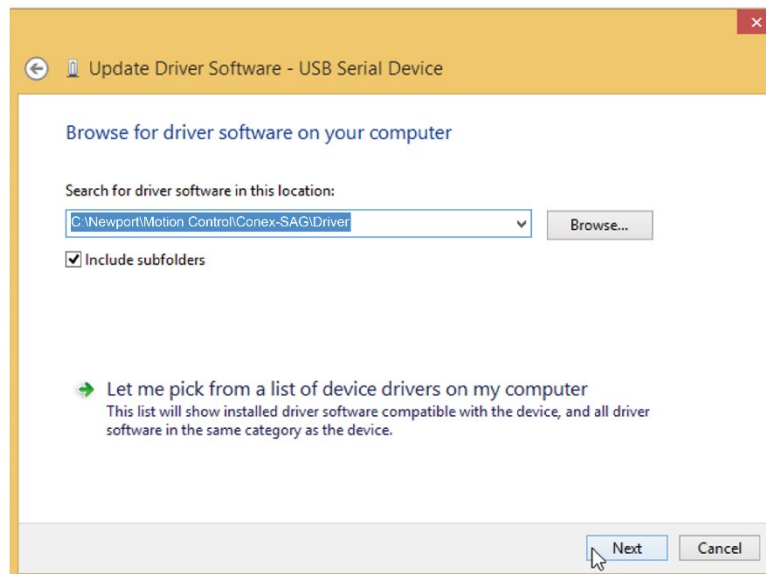 Update Driver Software - USB Serial Device
Browse for driver software on your computer
Search for driver software in this location:
C:\Newport\Motion Control\Conex-SAG\Driver
Browse...
Include subfolders
Let me pick from a list of device drivers on my computer
This list will show installed driver software compatible with the device, and all driver
software in the same category as the device.
Next
Cancel